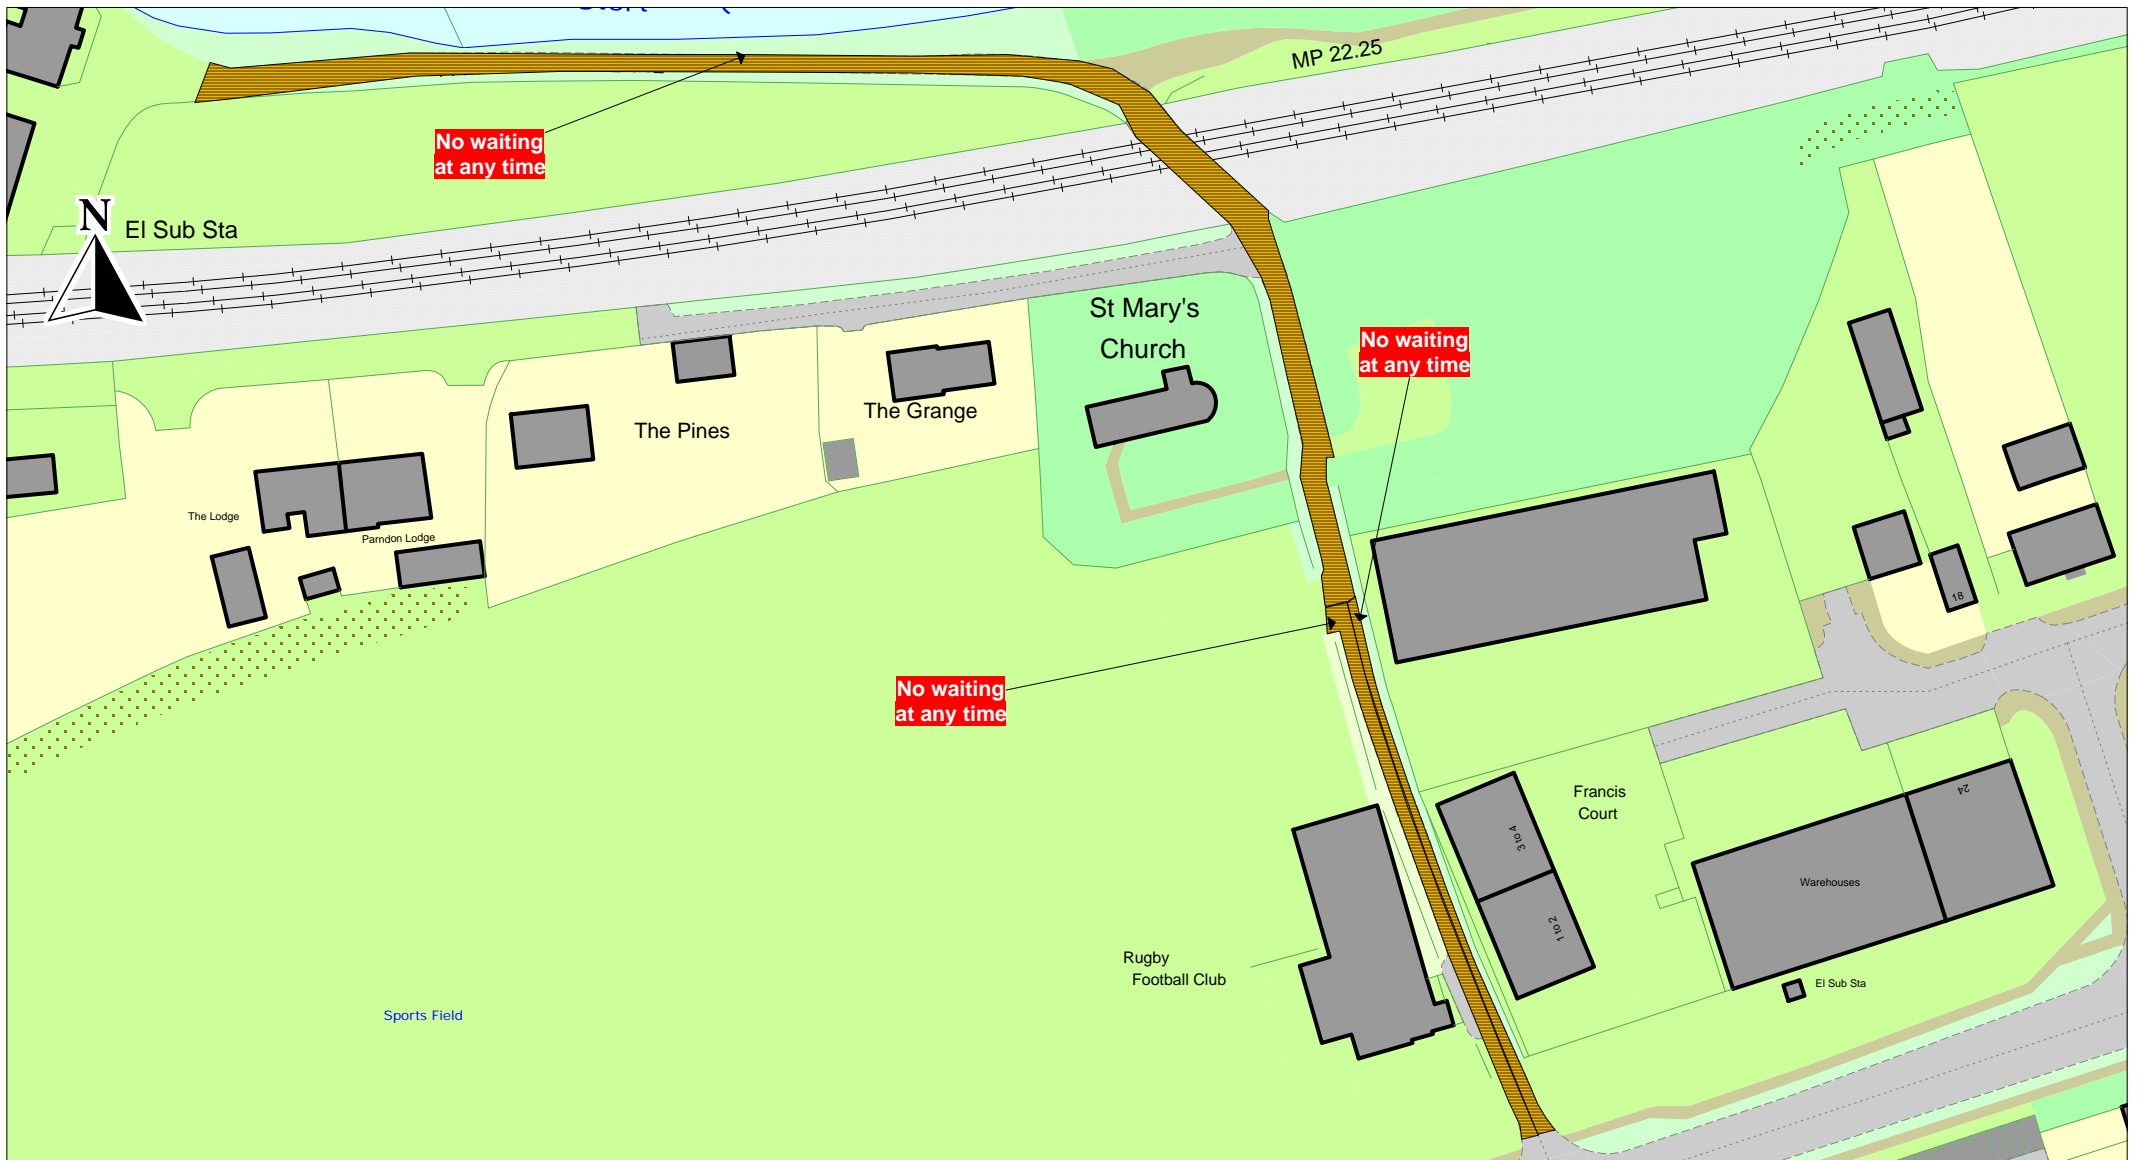 MP 22.25
No waiting
at any time
N
El Sub Sta
St Mary's
Church
No waiting
at any time
The Grange
The Pines
The Lodge
Parndon Lodge
18
No waiting
at any time
Francis
Court
24
3 to 4
Warehouses
1 to 2
Rugby
Football Club
El Sub Sta
Sports Field